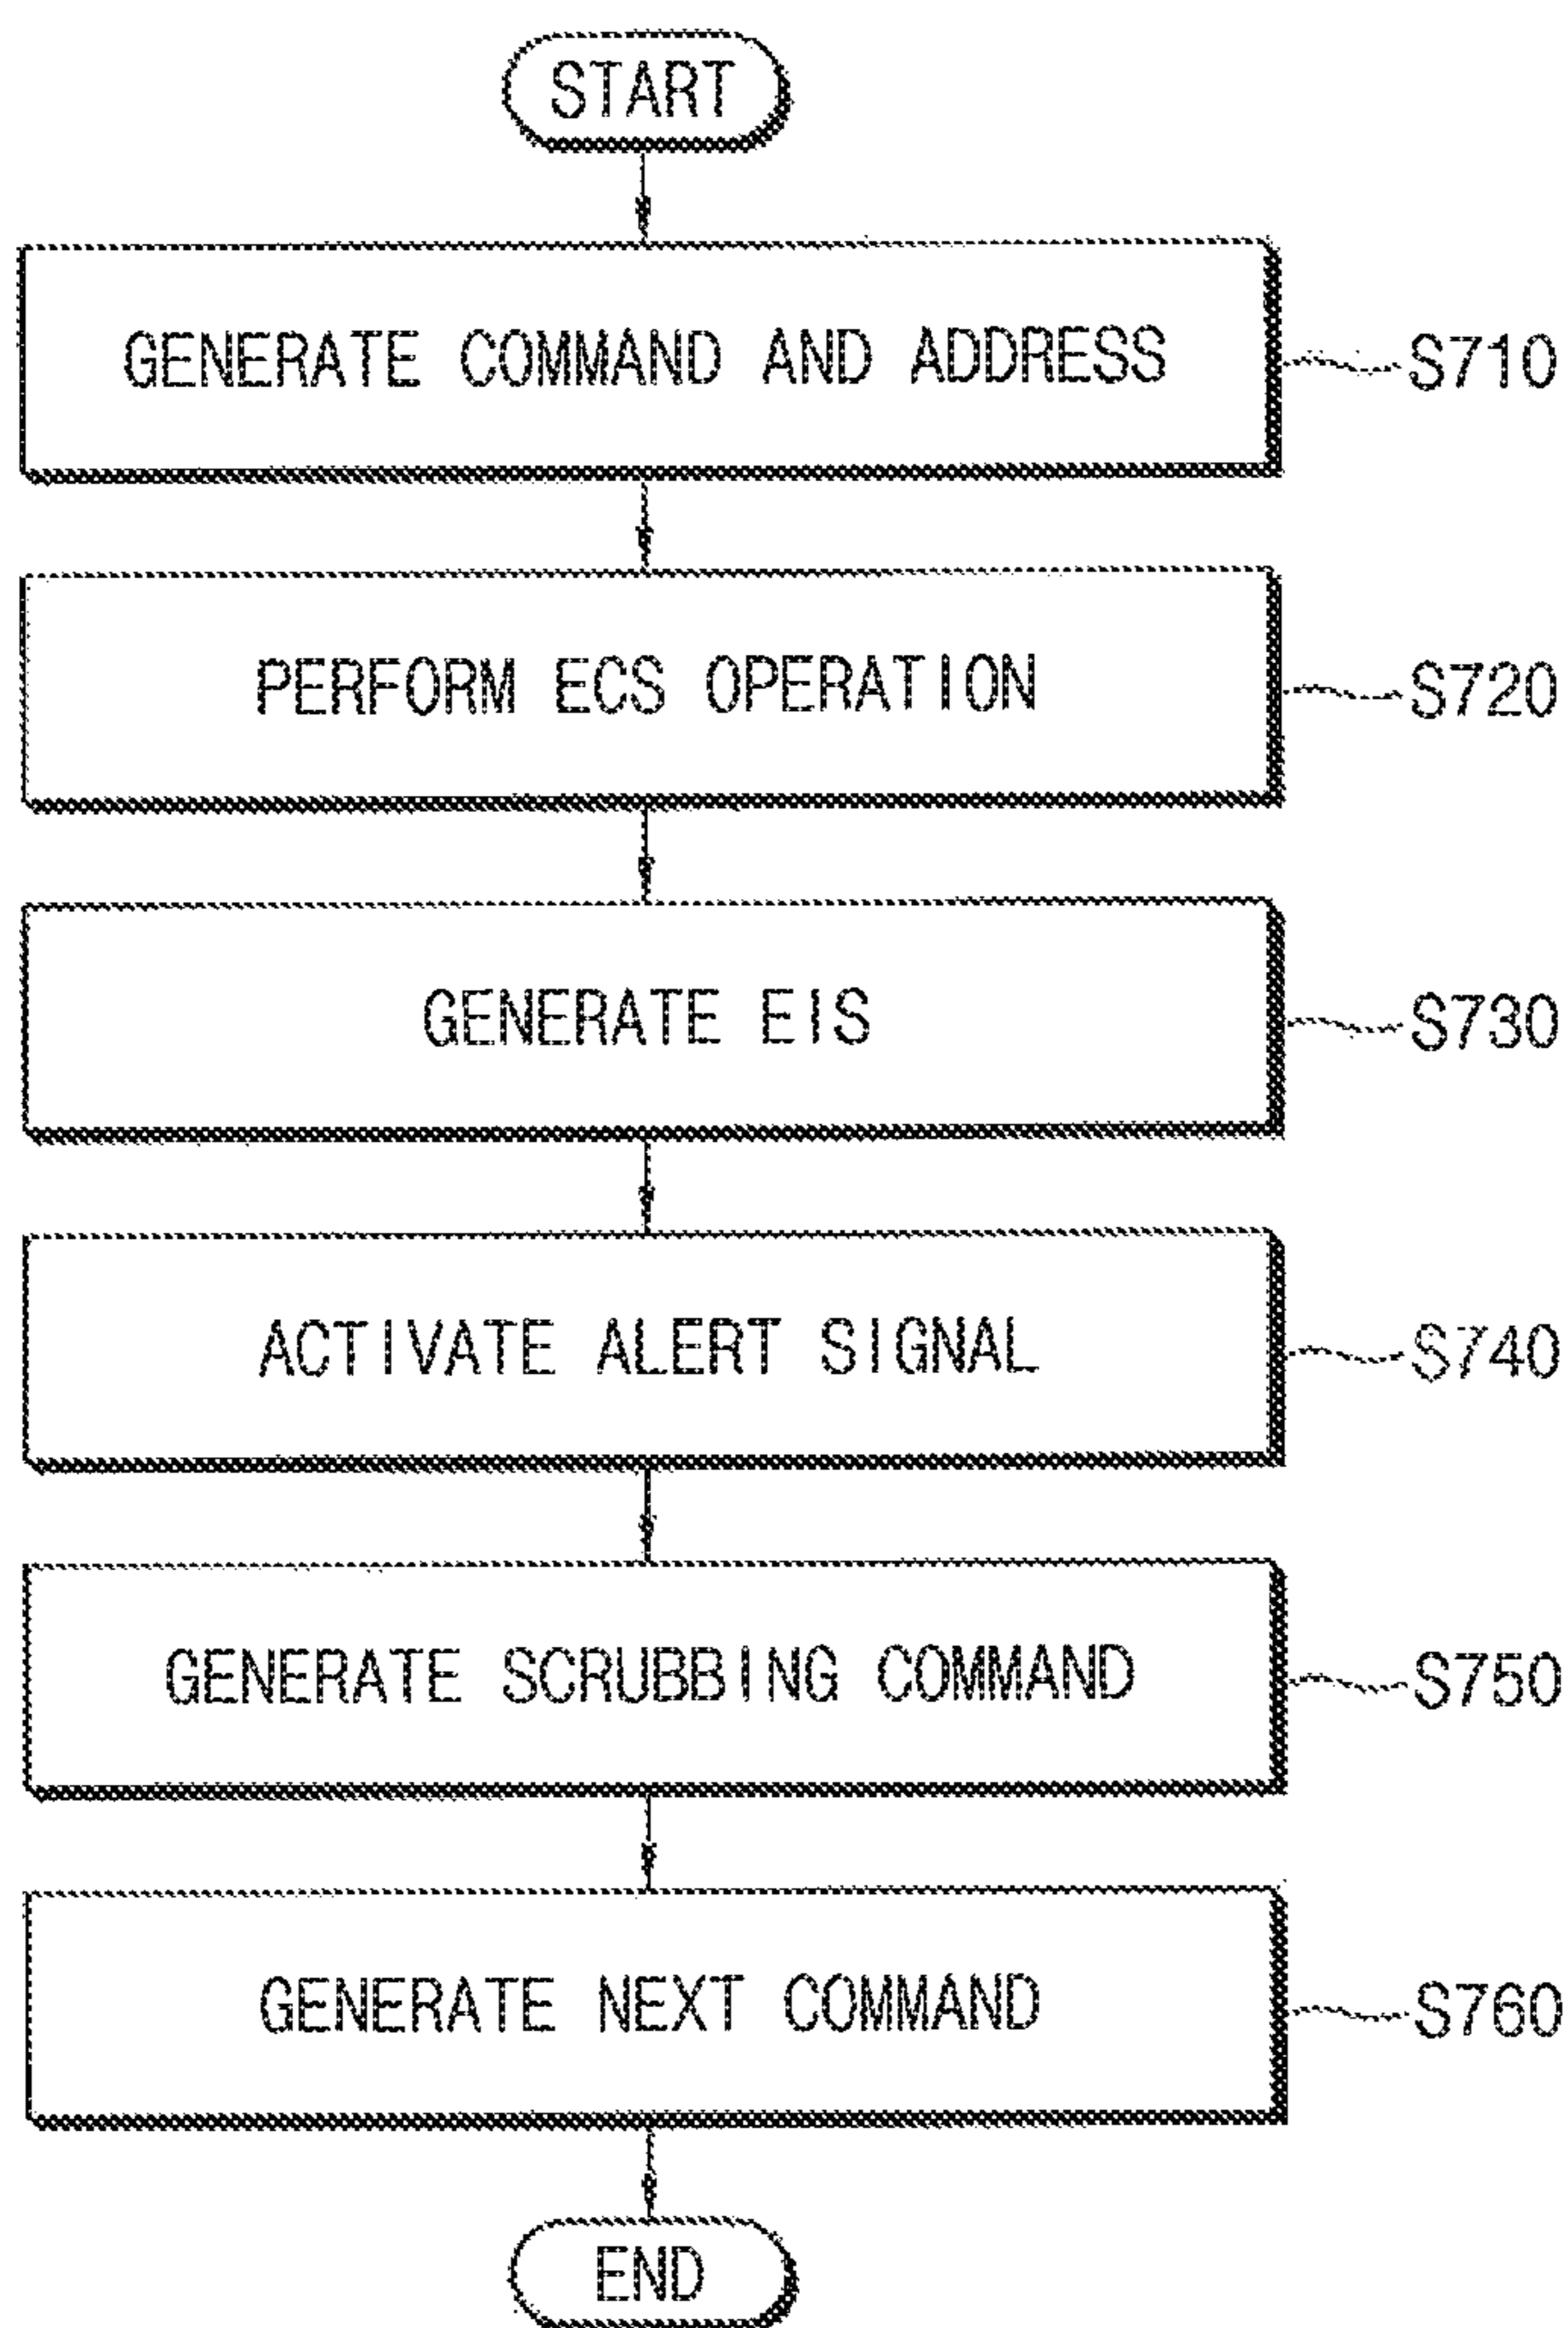 START
GENERATE COMMAND AND ADDRESS
S710
PERFORM ECS OPERATION
S720
GENERATE EIS
S730
ACTIVATE ALERT SIGNAL
S740
GENERATE SCRUBBING COMMAND
S750
GENERATE NEXT COMMAND
S760
END